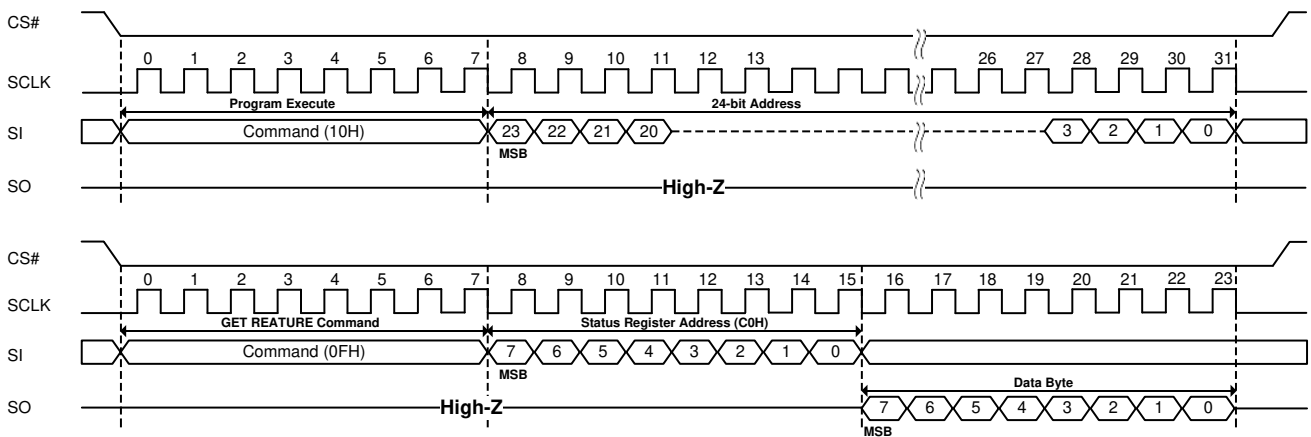 CS#
0 1 2 3 4 5 6 7 8 9 10 11 12 13 26 27 28 29 30 31
SCLK
Program Execute 24-bit Address
SI Command (10H) 23 22 21 20 3 2 1 0
MSB
SO High-Z
CS#
0 1 2 3 4 5 6 7 8 9 10 11 12 13 14 15 16 17 18 19 20 21 22 23
SCLK
GET REATURE Command Status Register Address (C0H)
SI Command (0FH) 7 6 5 4 3 2 1 0
MSB Data Byte
SO High-Z 7 6 5 4 3 2 1 0
MSB